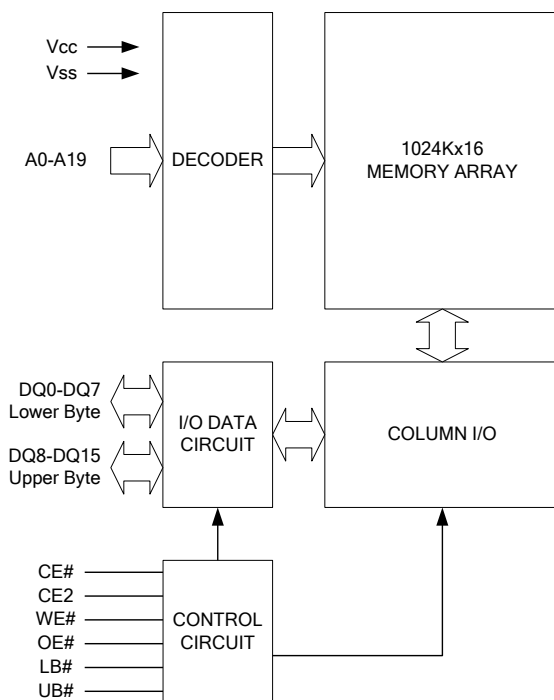 Vcc
Vss
A0-A19
DECODER
1024Kx16
MEMORY ARRAY
DQ0-DQ7
Lower Byte
DQ8-DQ15
Upper Byte
I/O DATA
CIRCUIT
COLUMN I/O
CE#
CE2
WE#
OE#
LB#
UB#
CONTROL
CIRCUIT